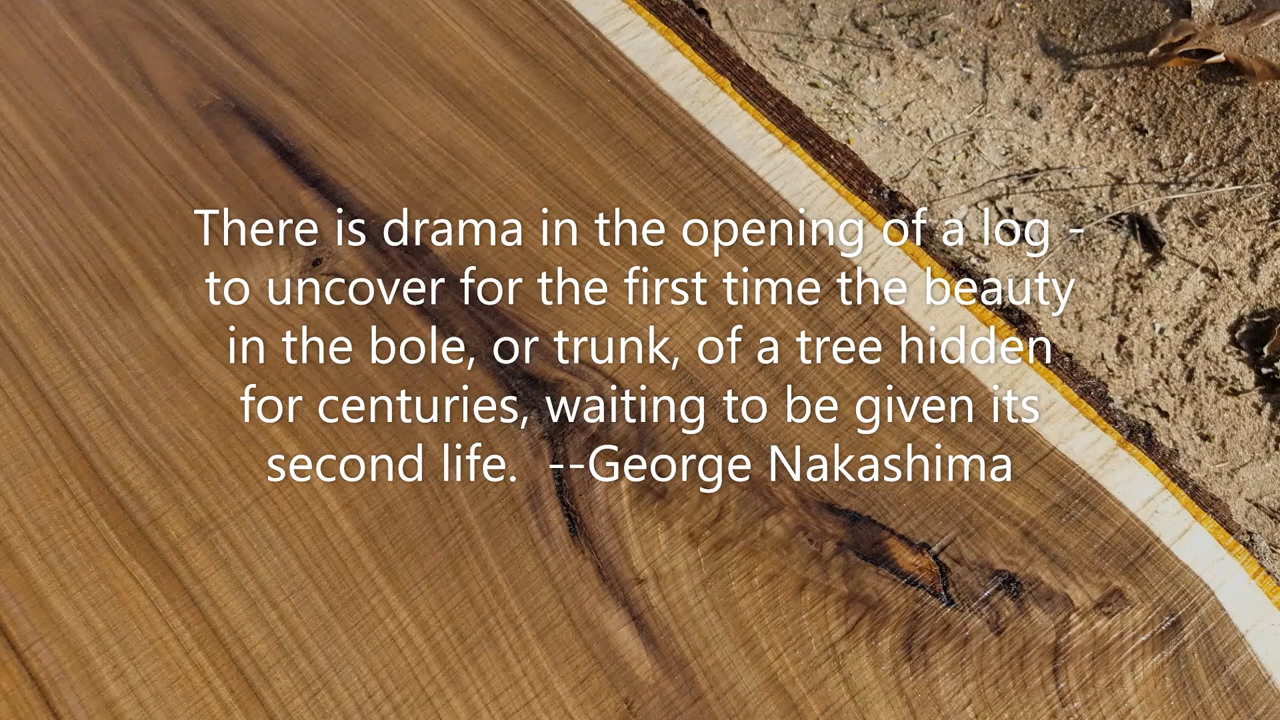 There is drama in the opening of a log -
to uncover for the first time the beauty
in the bole, or trunk, of a tree hidden
for centuries, waiting to be given its
second life.  --George Nakashima